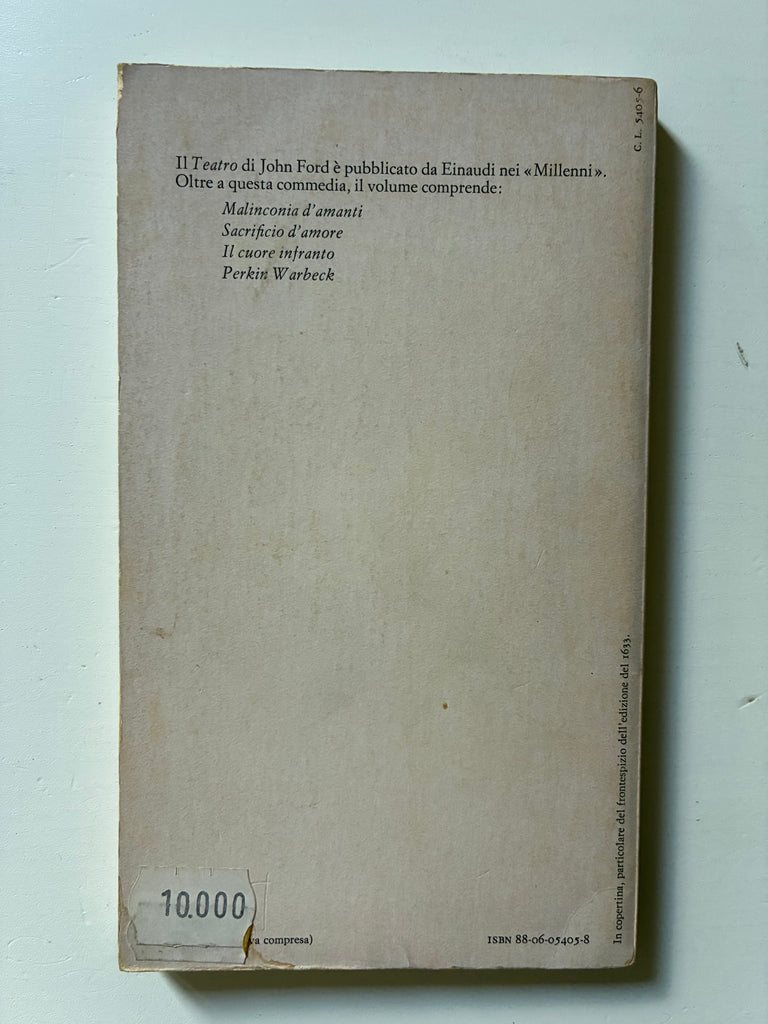 C. L. 5405-6
Il Teatro di John Ford è pubblicato da Einaudi nei «Millenni».
Oltre a questa commedia, il volume comprende:
Malinconia d'amanti
Sacrificio d'amore
Il cuore infranto
Perkin Warbeck
In copertina, particolare del frontespizio dell'edizione del 1633.
10.000
va compresa)
ISBN 88-06-05405-8